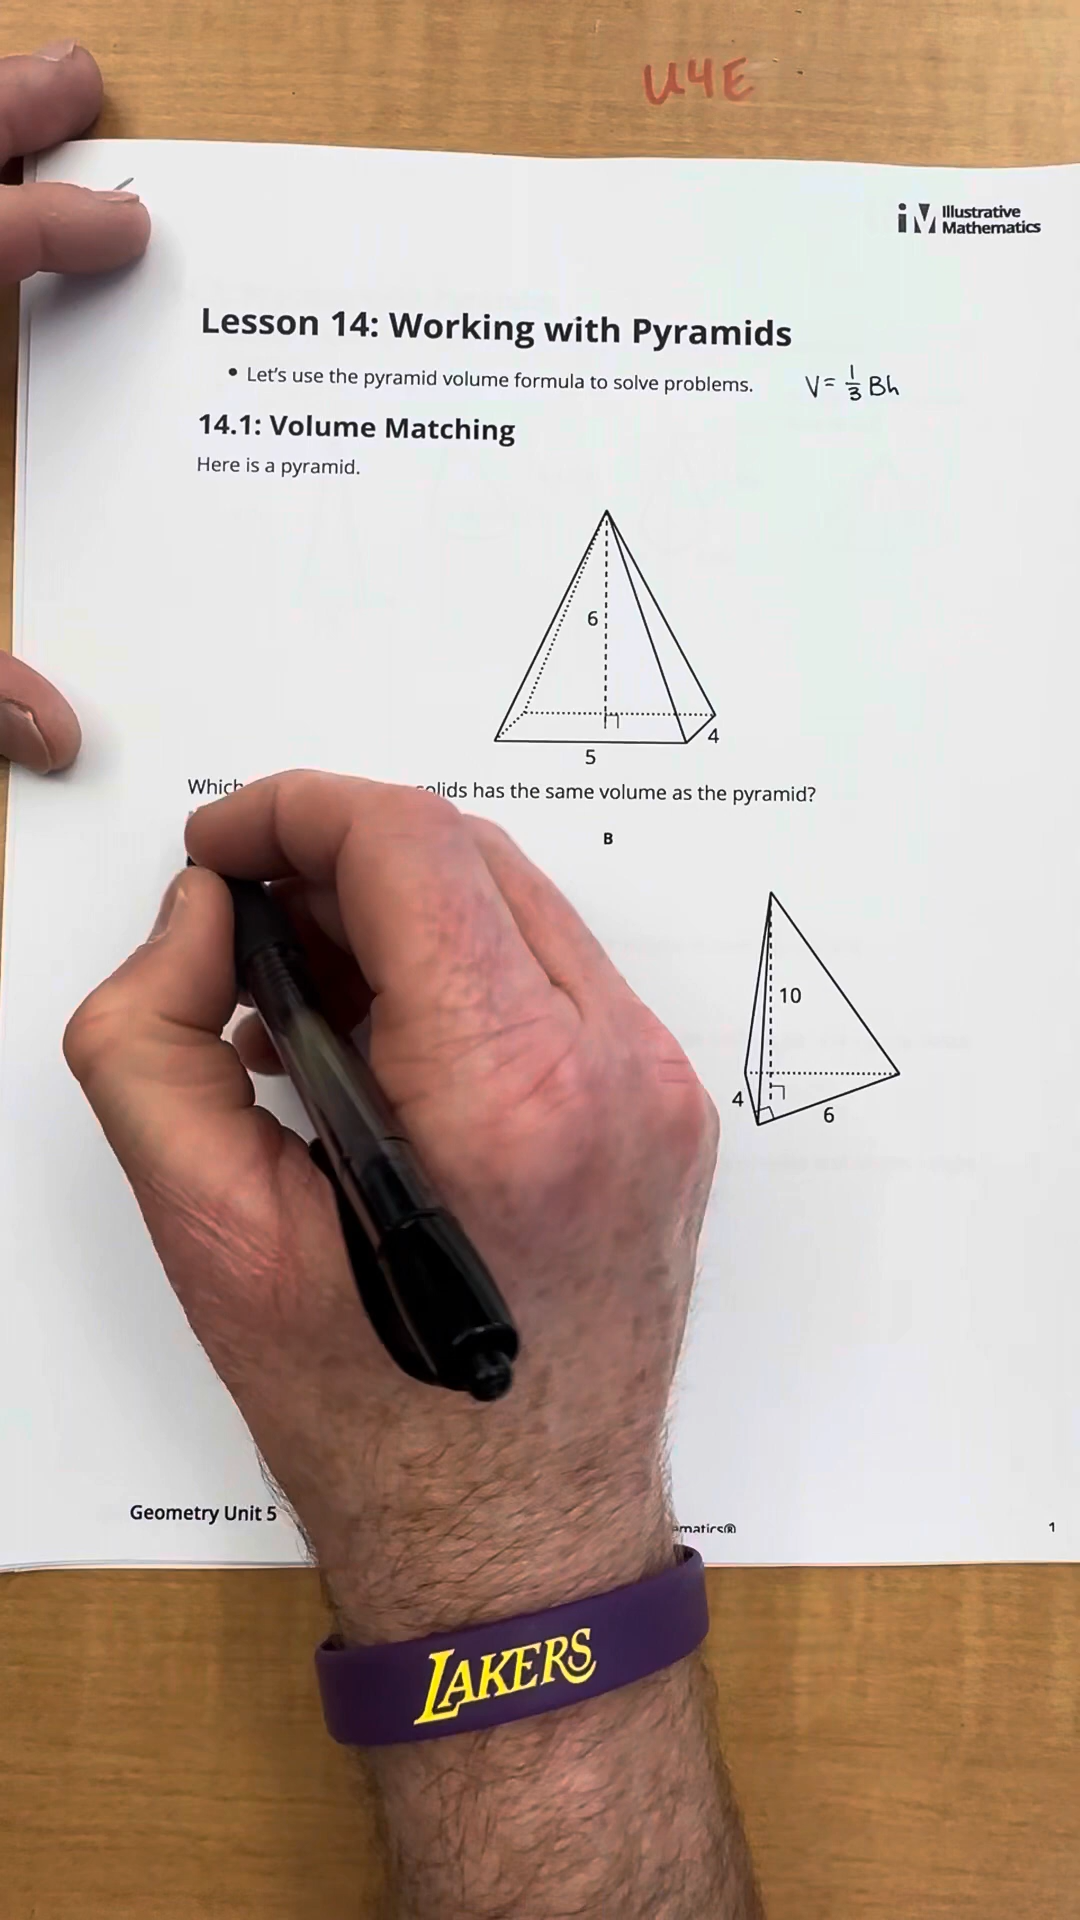 U4E
Illustrative
Mathematics
Lesson 14: Working with Pyramids
• Let's use the pyramid volume formula to solve problems. V= 1/3 Bh
14.1: Volume Matching
Here is a pyramid.
6
4
5
Which olids has the same volume as the pyramid?
B
10
4
6
Geometry Unit 5
ematics®
1
LAKERS